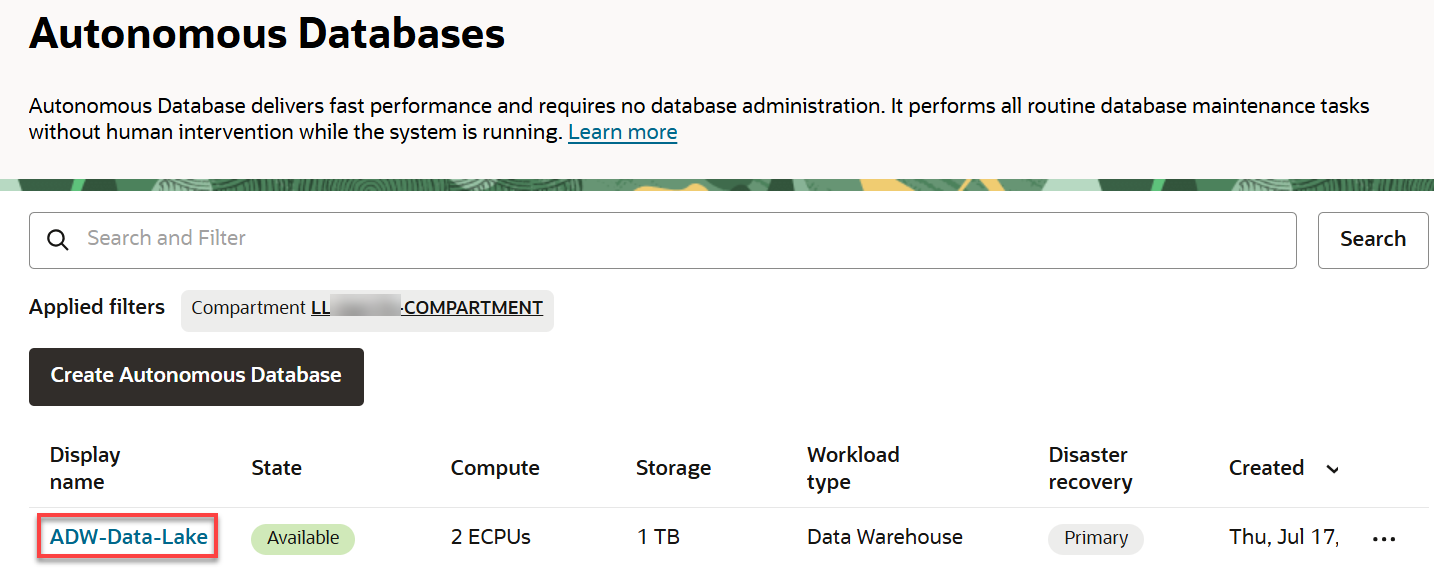 Autonomous Databases
Autonomous Database delivers fast performance and requires no database administration. It performs all routine database maintenance tasks
without human intervention while the system is running. Learn more
Search and Filter
Search
Applied filters
Compartment LL -COMPARTMENT
Create Autonomous Database
Display name
State
Compute
Storage
Workload type
Disaster recovery
Created
ADW-Data-Lake
Available
2 ECPUs
1 TB
Data Warehouse
Primary
Thu, Jul 17,